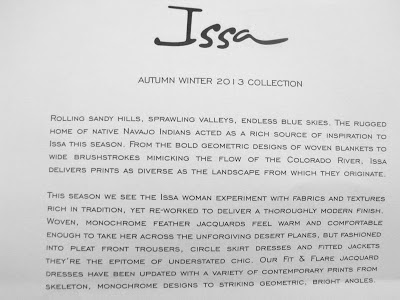 Issa
AUTUMN WINTER 2013 COLLECTION
ROLLING SANDY HILLS, SPRAWLING VALLEYS, ENDLESS BLUE SKIES. THE RUGGED
HOME OF NATIVE NAVAJO INDIANS ACTED AS A RICH SOURCE OF INSPIRATION TO
ISSA THIS SEASON. FROM THE BOLD GEOMETRIC DESIGNS OF WOVEN BLANKETS TO
WIDE BRUSHSTROKES MIMICKING THE FLOW OF THE COLORADO RIVER, ISSA
DELIVERS PRINTS AS DIVERSE AS THE LANDSCAPE FROM WHICH THEY ORIGINATE.
THIS SEASON WE SEE THE ISSA WOMAN EXPERIMENT WITH FABRICS AND TEXTURES
RICH IN TRADITION, YET RE-WORKED TO DELIVER A THOROUGHLY MODERN FINISH.
WOVEN, MONOCHROME FEATHER JACQUARDS FEEL WARM AND COMFORTABLE
ENOUGH TO TAKE HER ACROSS THE UNFORGIVING DESERT PLANES, BUT FASHIONED
INTO PLEAT FRONT TROUSERS, CIRCLE SKIRT DRESSES AND FITTED JACKETS
THEY'RE THE EPITOME OF UNDERSTATED CHIC. OUR FIT & FLARE JACQUARD
DRESSES HAVE BEEN UPDATED WITH A VARIETY OF CONTEMPORARY PRINTS FROM
SKELETON, MONOCHROME DESIGNS TO STRIKING GEOMETRIC, BRIGHT ANGLES.